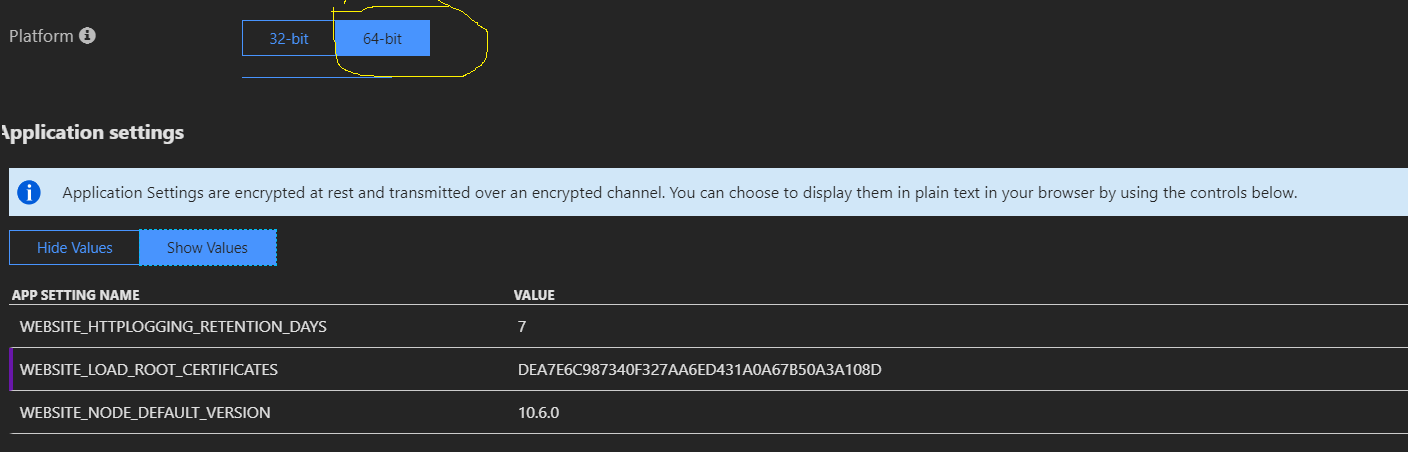 Platform
32-bit 64-bit
Application settings
Application Settings are encrypted at rest and transmitted over an encrypted channel. You can choose to display them in plain text in your browser by using the controls below.
Hide Values Show Values
APP SETTING NAME VALUE
WEBSITE_HTTPLOGGING_RETENTION_DAYS 7
WEBSITE_LOAD_ROOT_CERTIFICATES DEA7E6C987340F327AA6ED431A0A67B50A3A108D
WEBSITE_NODE_DEFAULT_VERSION 10.6.0